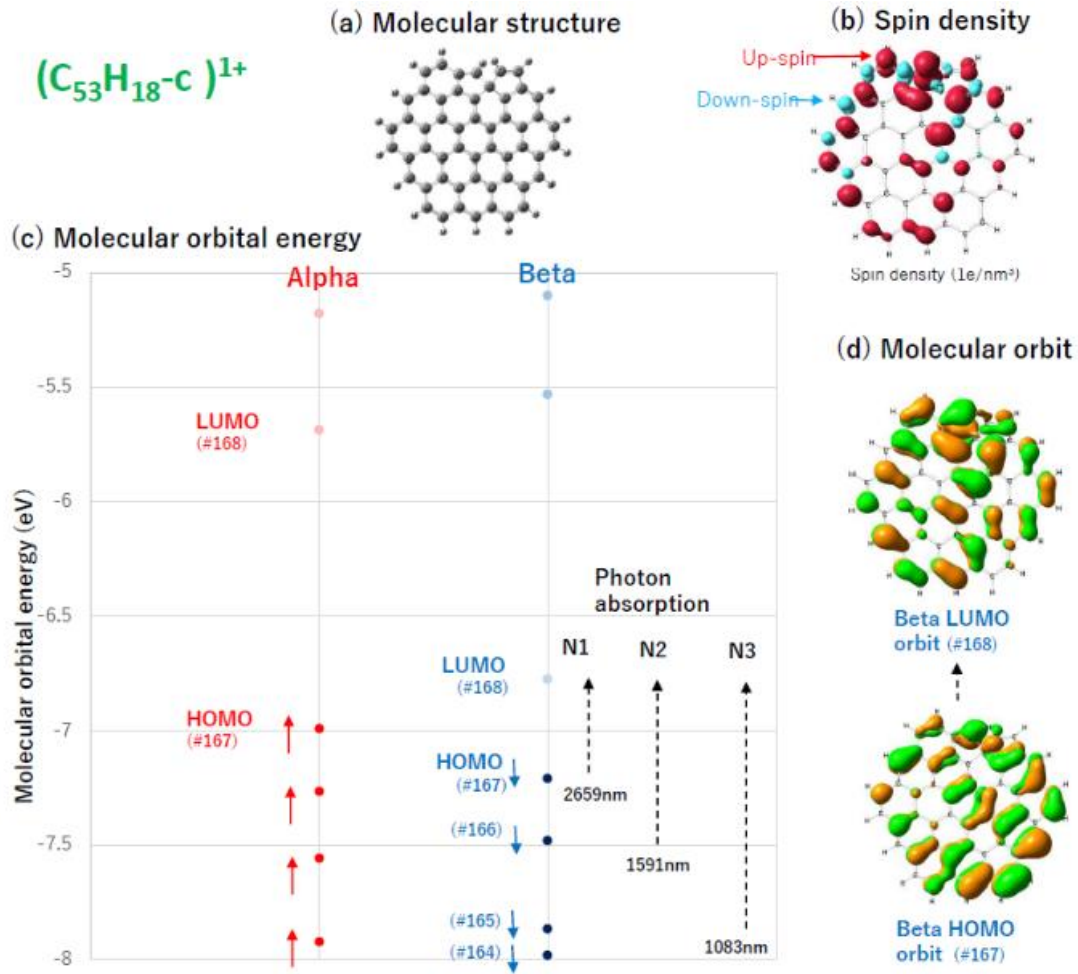 (a) Molecular structure
(b) Spin density
(C53H18-c )1+
Up-spin
Down-spin
Spin density (1e/nm³)
(c) Molecular orbital energy
Alpha
Beta
Molecular orbital energy (eV)
-5
-5.5
-6
-6.5
-7
-7.5
-8
LUMO
(#168)
HOMO
(#167)
LUMO
(#168)
HOMO
(#167)
(#166)
(#165)
(#164)
Photon
absorption
N1
N2
N3
2659nm
1591nm
1083nm
(d) Molecular orbit
Beta LUMO
orbit (#168)
Beta HOMO
orbit (#167)